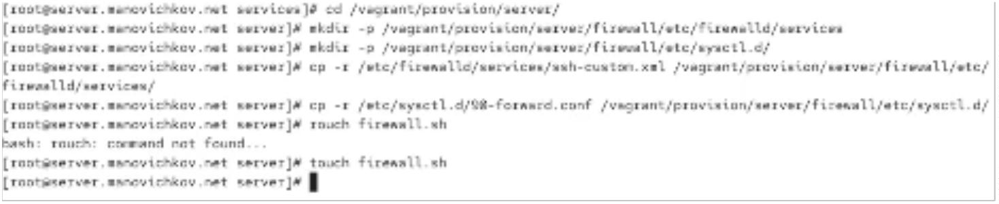 [root@server.manovichkov.net services]# cd /vagrant/provision/server/
[root@server.manovichkov.net server]# mkdir -p /vagrant/provision/server/firewall/etc/firewalld/services
[root@server.manovichkov.net server]# mkdir -p /vagrant/provision/server/firewall/etc/sysctl.d/
[root@server.manovichkov.net server]# cp -r /etc/firewalld/services/ssh-custom.xml /vagrant/provision/server/firewall/etc/
firewalld/services/
[root@server.manovichkov.net server]# cp -r /etc/sysctl.d/90-forward.conf /vagrant/provision/server/firewall/etc/sysctl.d/
[root@server.manovichkov.net server]# rouch firewall.sh
bash: rouch: command not found...
[root@server.manovichkov.net server]# touch firewall.sh
[root@server.manovichkov.net server]#